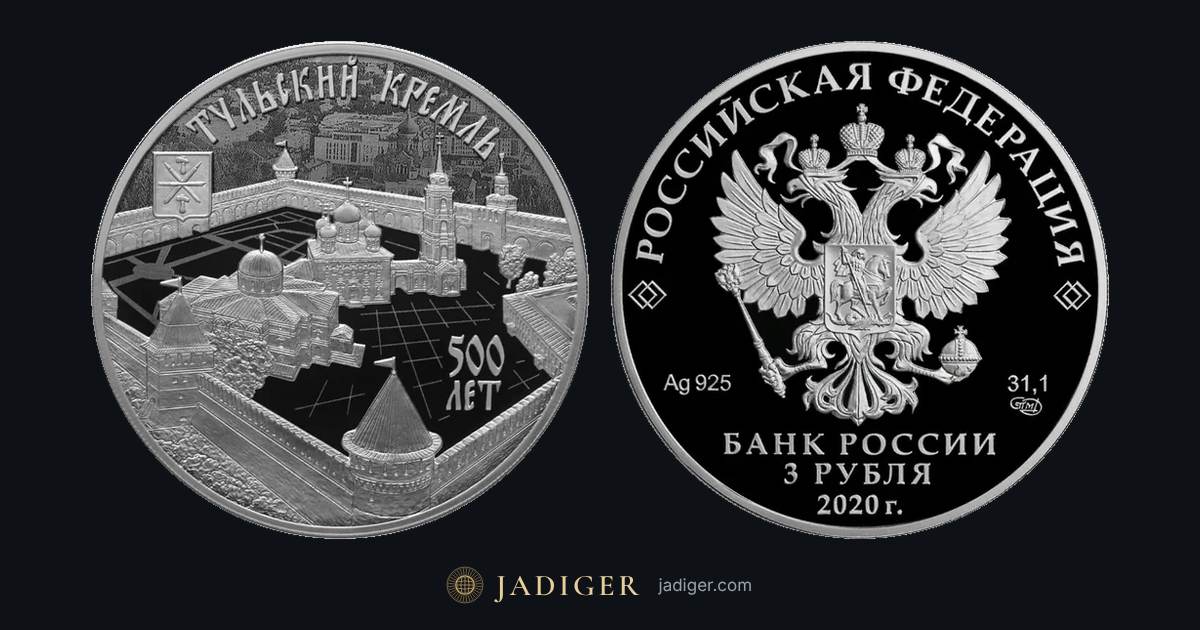 ТУЛЬСКИЙ КРЕМЛЬ
500
ЛЕТ
РОССИЙСКАЯ ФЕДЕРАЦИЯ
Ag 925
31,1
БАНК РОССИИ
3 РУБЛЯ
2020 г.
JADIGER jadiger.com